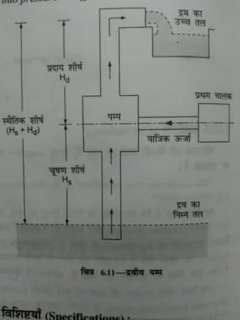 द्रव का
उच्च तल
प्रदाय शीर्ष
Hd
प्रथम चालक
पम्प
स्थैतिक शीर्ष
(Hs + Hd)
यांत्रिक ऊर्जा
चूषण शीर्ष
Hs
द्रव का
निम्न तल
चित्र 6.11—द्रवीय पम्प
विशिष्टियाँ (Specifications) :